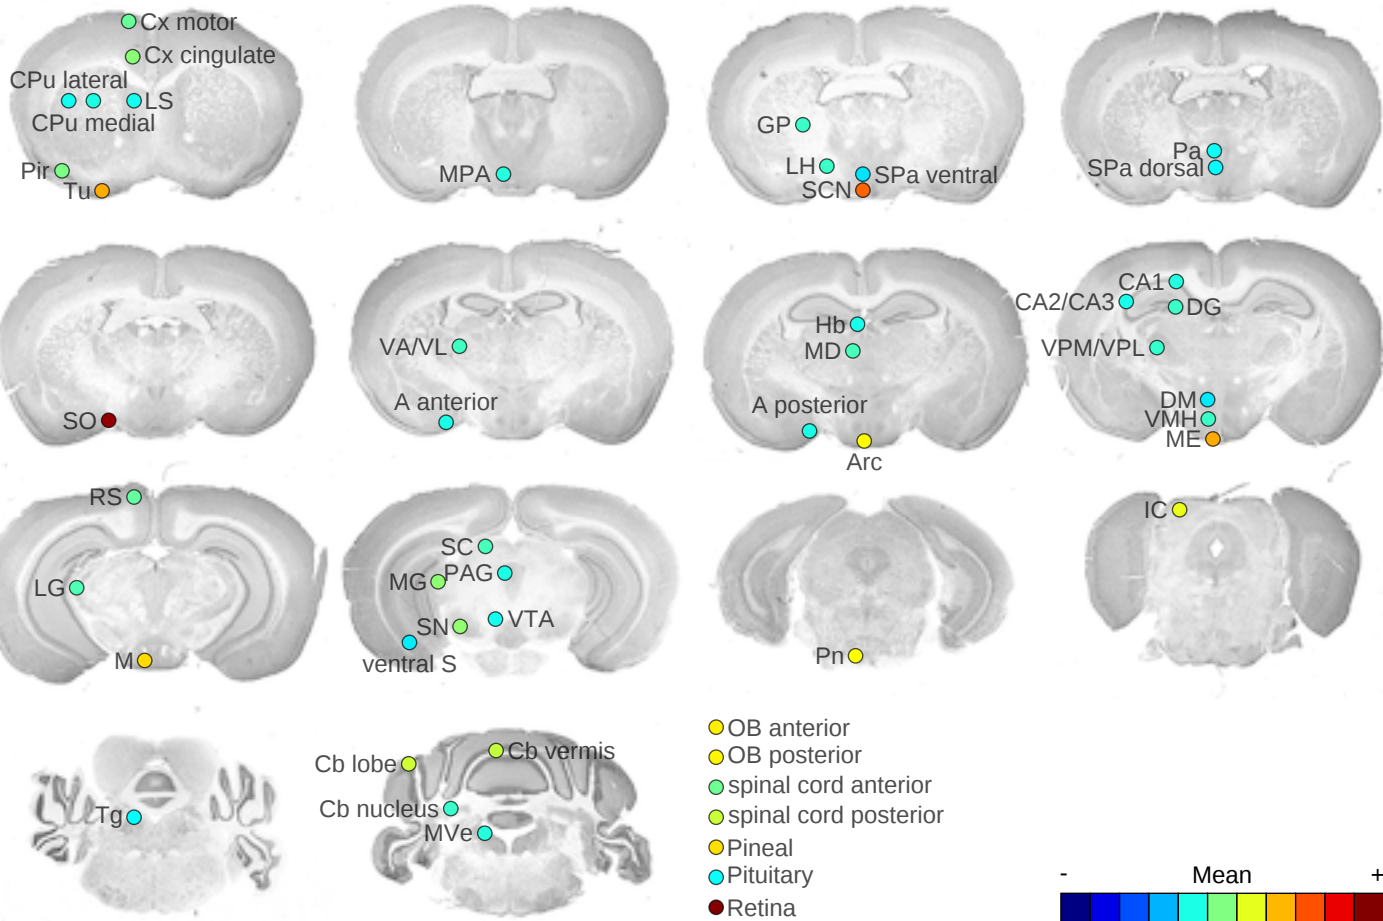 Cx motor
Cx cingulate
CPu lateral
LS
CPu medial
Pir
Tu
MPA
GP
LH
SPa ventral
SCN
Pa
SPa dorsal
SO
VA/VL
A anterior
Hb
MD
A posterior
Arc
CA1
CA2/CA3
DG
VPM/VPL
DM
VMH
ME
RS
LG
M
SC
MG
PAG
SN
VTA
ventral S
Pn
IC
Tg
Cb lobe
Cb vermis
Cb nucleus
MVe
OB anterior
OB posterior
spinal cord anterior
spinal cord posterior
Pineal
Pituitary
Retina
- Mean +